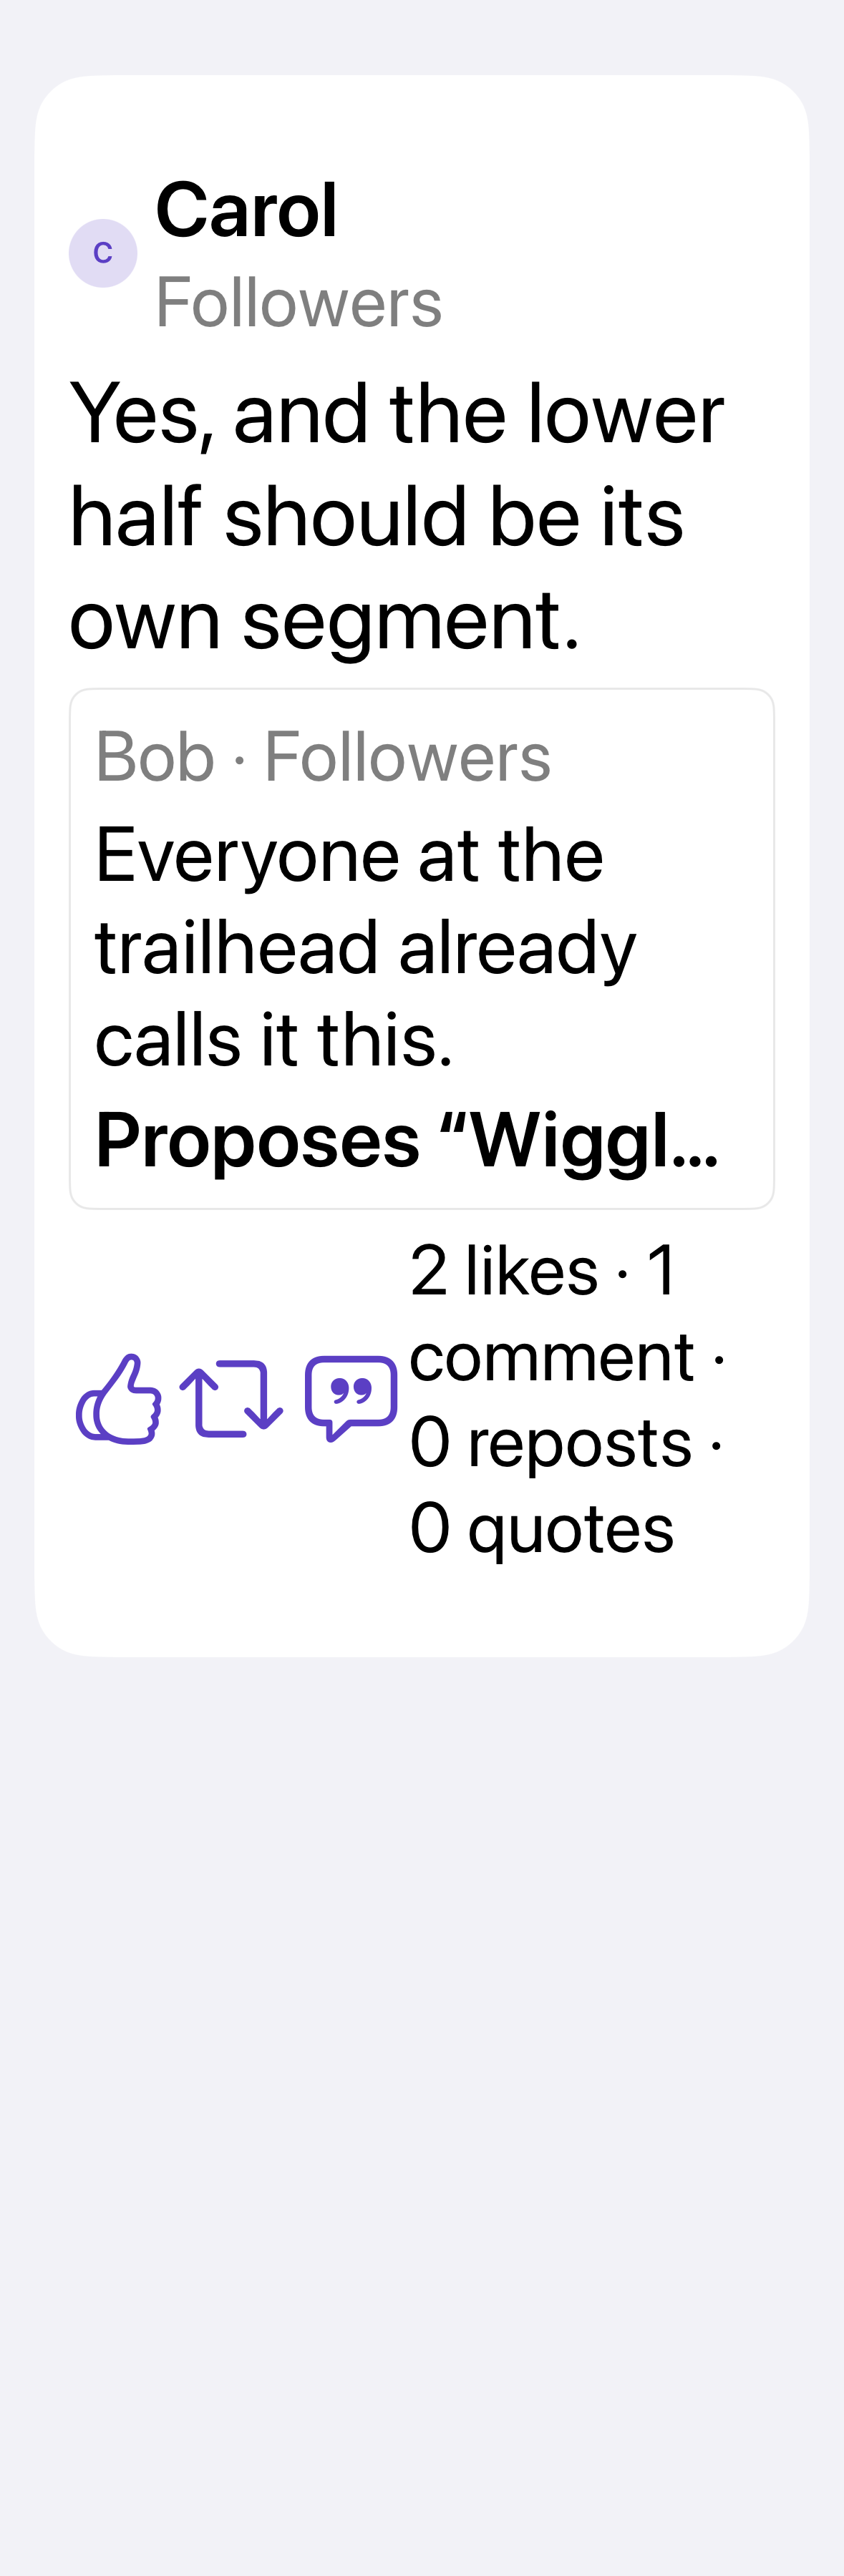 C
Carol
Followers
Yes, and the lower
half should be its
own segment.
Bob · Followers
Everyone at the
trailhead already
calls it this.
Proposes “Wiggl…
2 likes · 1
comment ·
0 reposts ·
0 quotes